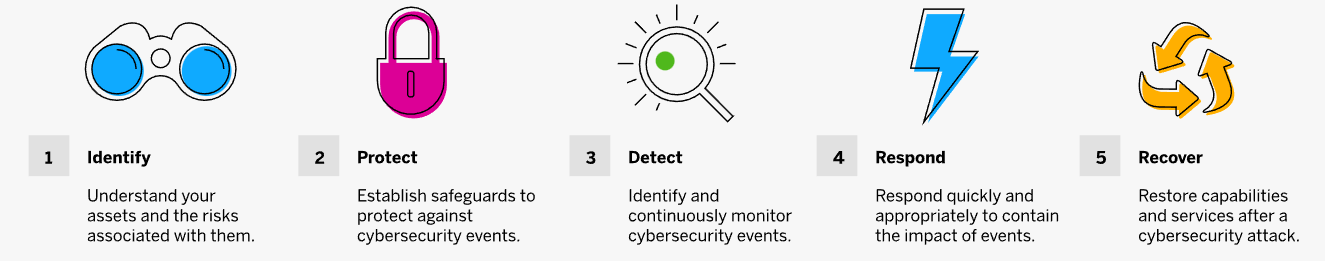 1 Identify
Understand your
assets and the risks
associated with them.
2 Protect
Establish safeguards to
protect against
cybersecurity events.
3 Detect
Identify and
continuously monitor
cybersecurity events.
4 Respond
Respond quickly and
appropriately to contain
the impact of events.
5 Recover
Restore capabilities
and services after a
cybersecurity attack.